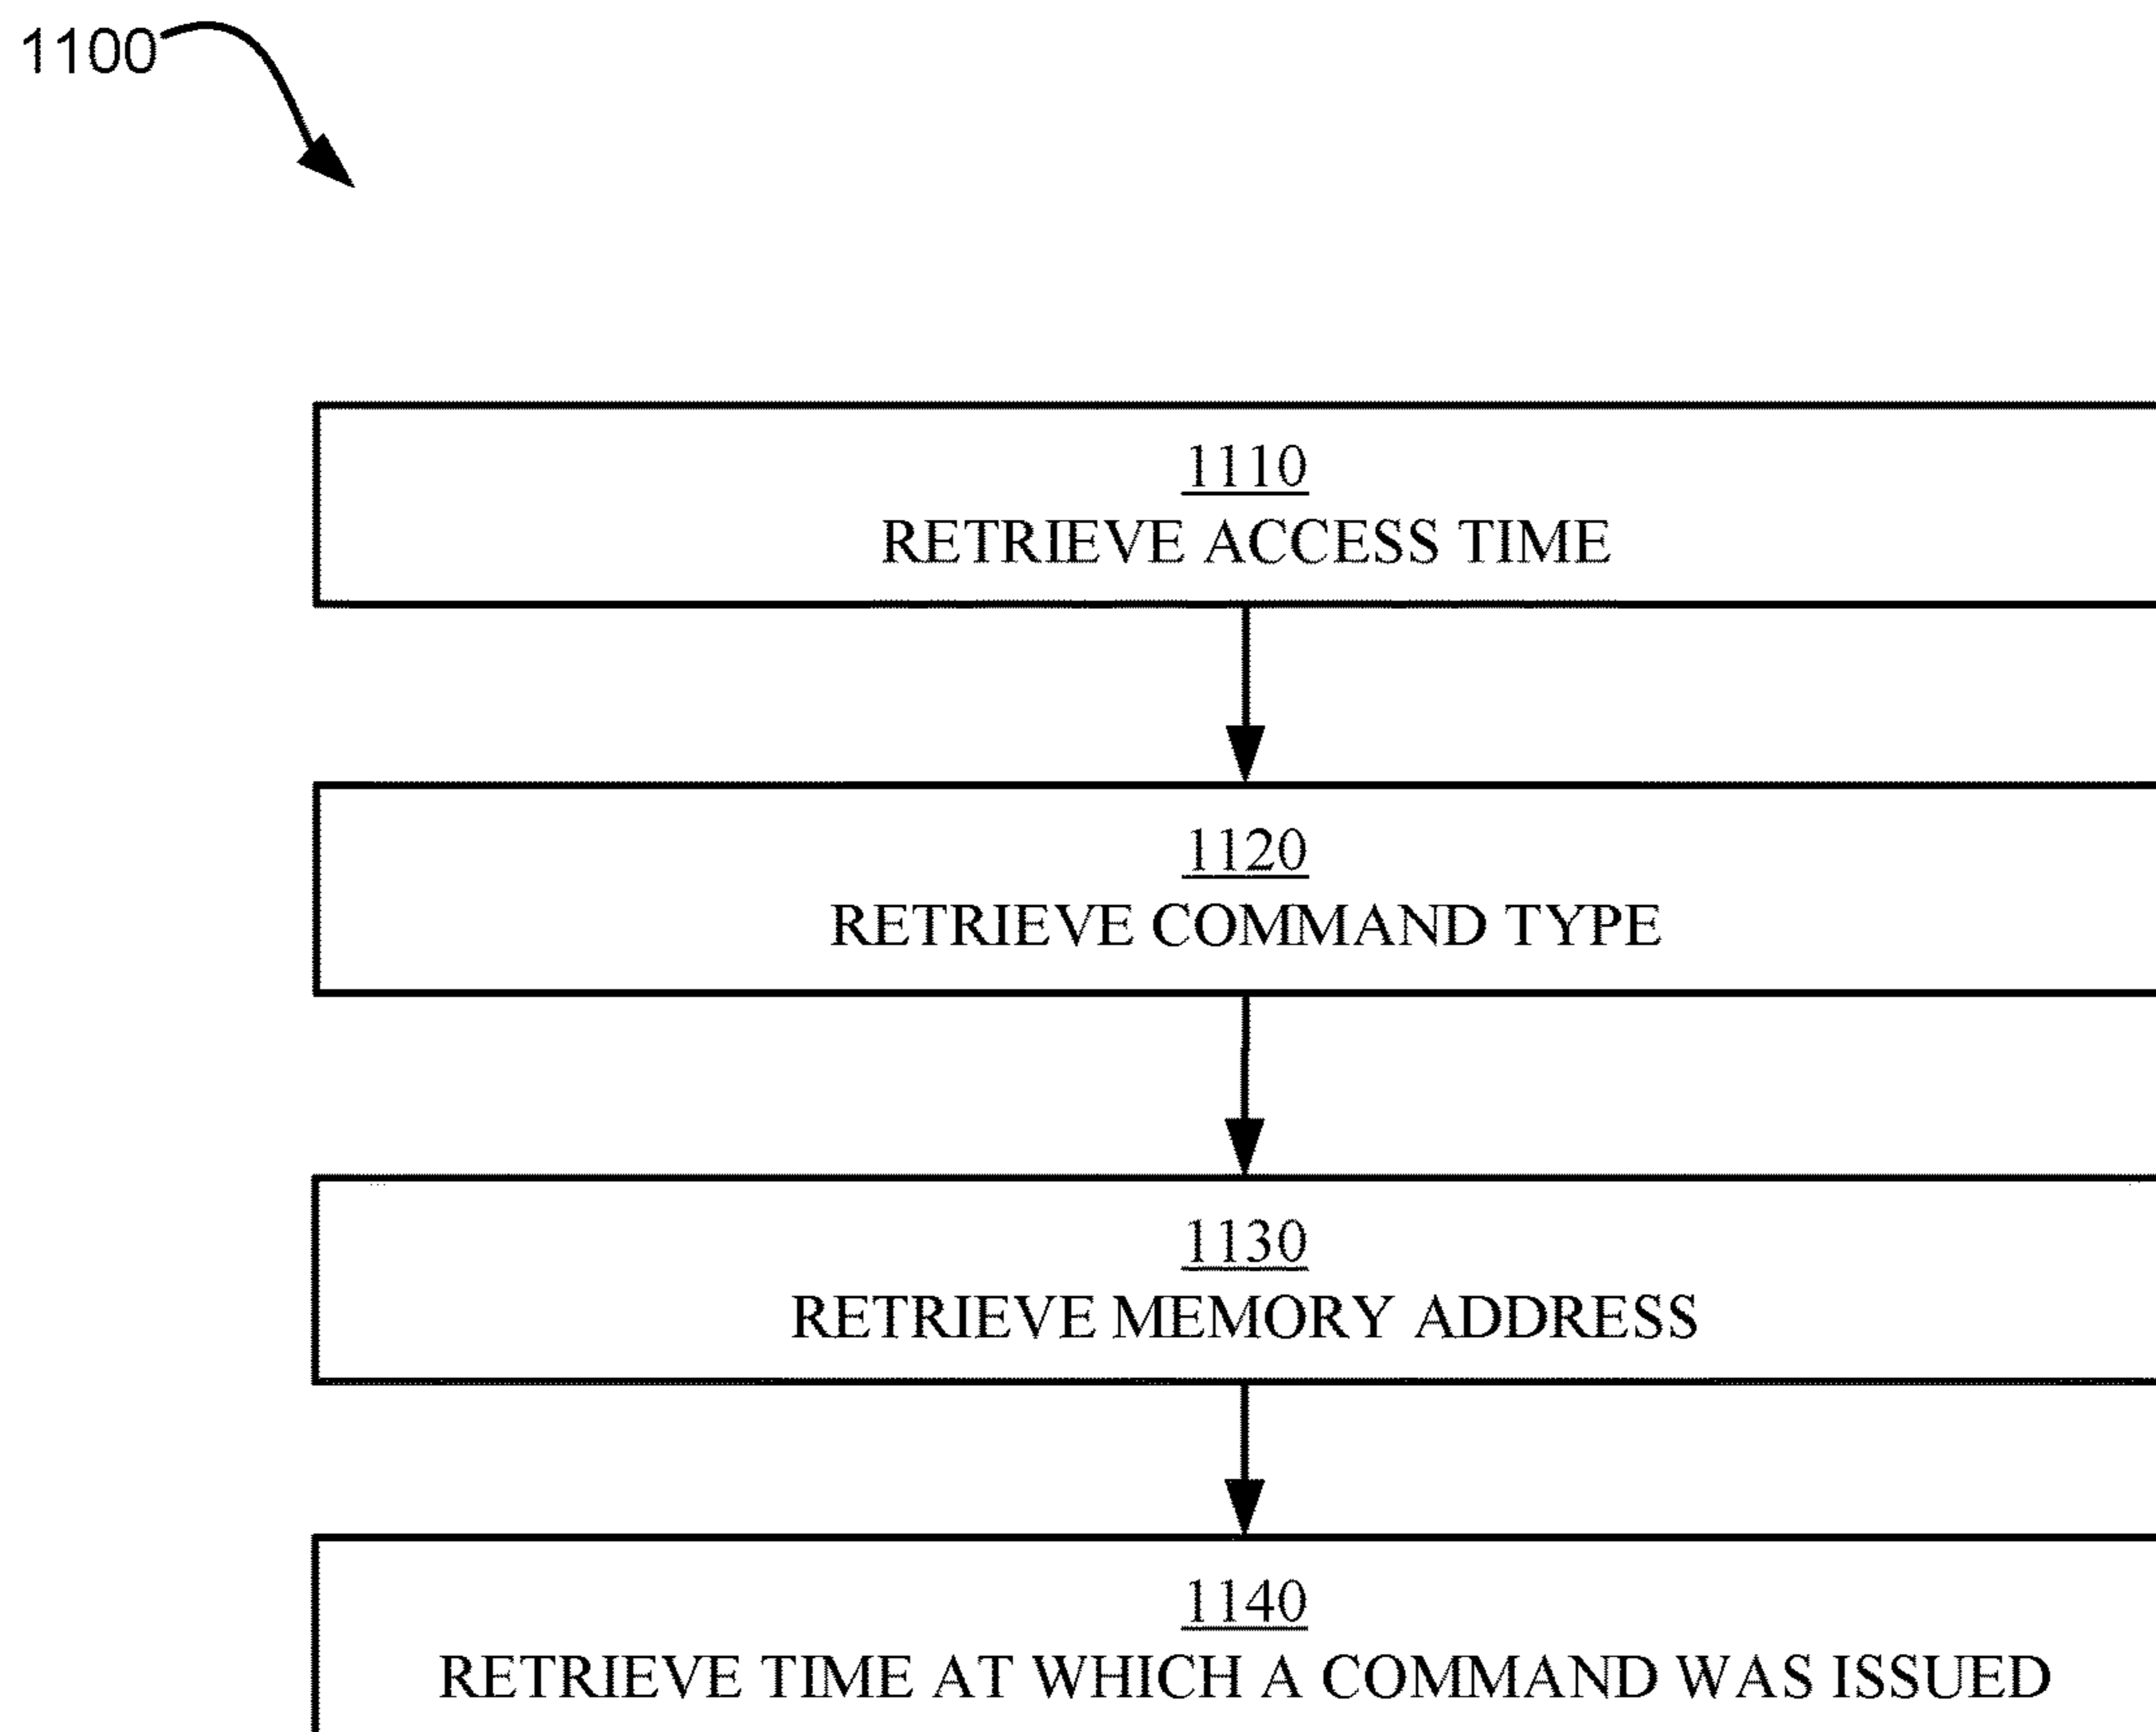 1100
1110
RETRIEVE ACCESS TIME
1120
RETRIEVE COMMAND TYPE
1130
RETRIEVE MEMORY ADDRESS
1140
RETRIEVE TIME AT WHICH A COMMAND WAS ISSUED